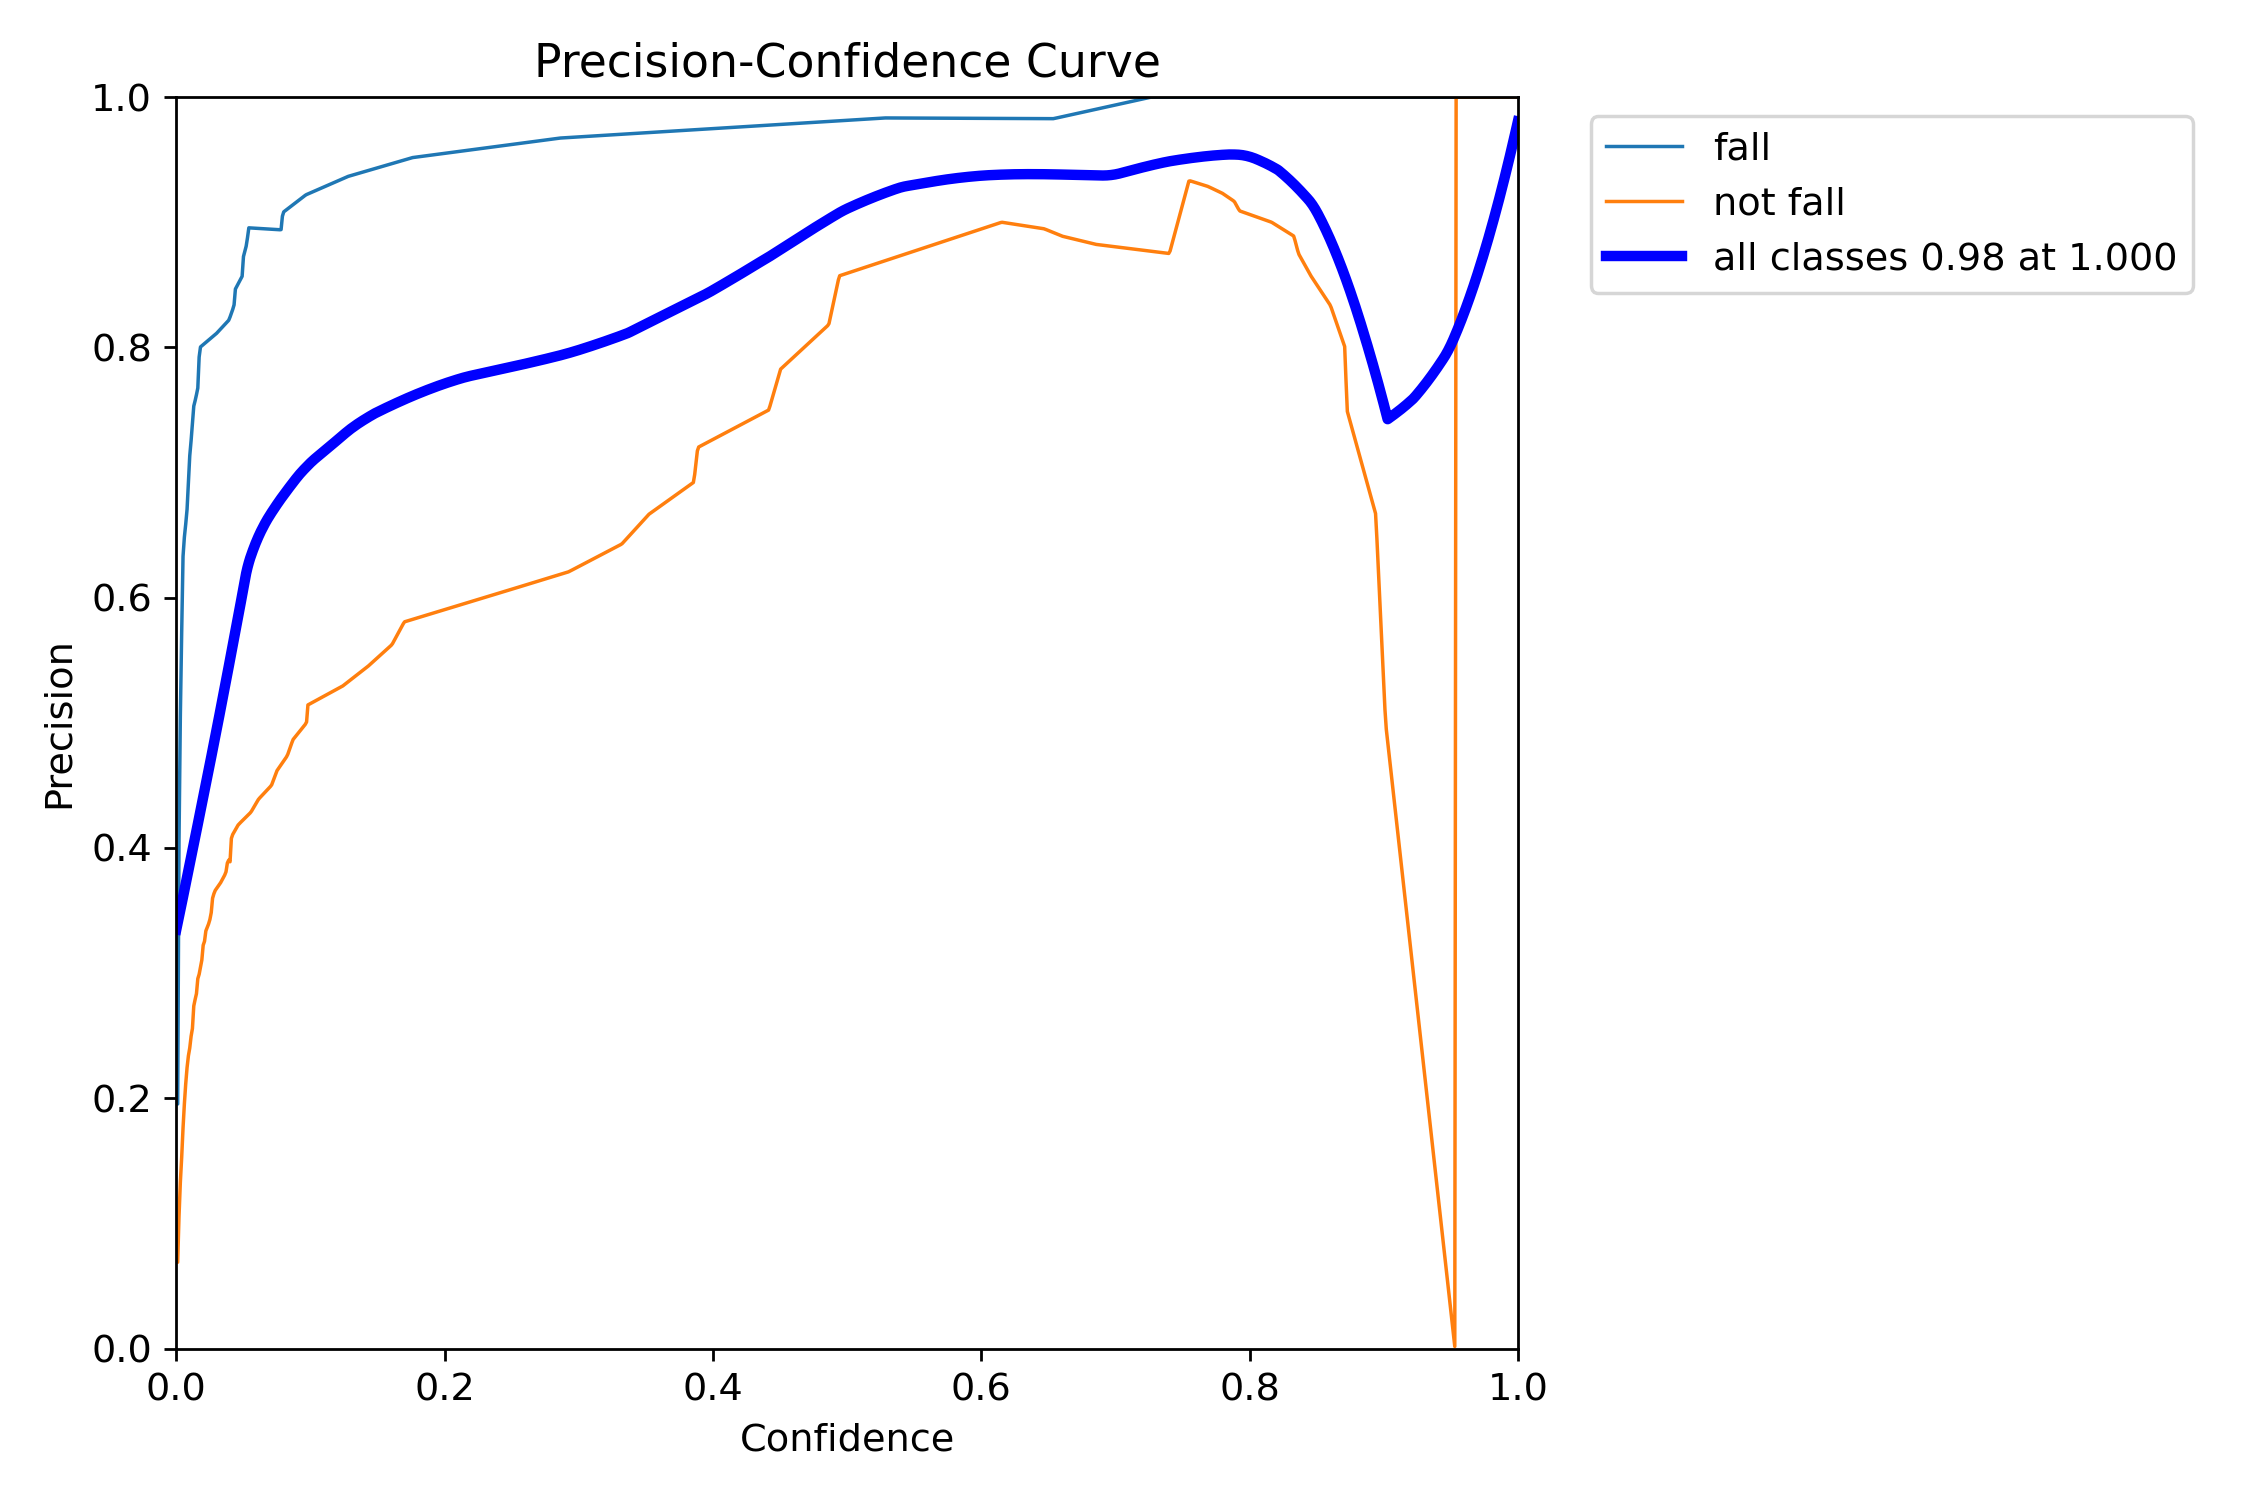 Precision-Confidence Curve
1.0
0.8
0.6
0.4
0.2
0.0
Precision
0.0 0.2 0.4 0.6 0.8 1.0
Confidence
fall
not fall
all classes 0.98 at 1.000